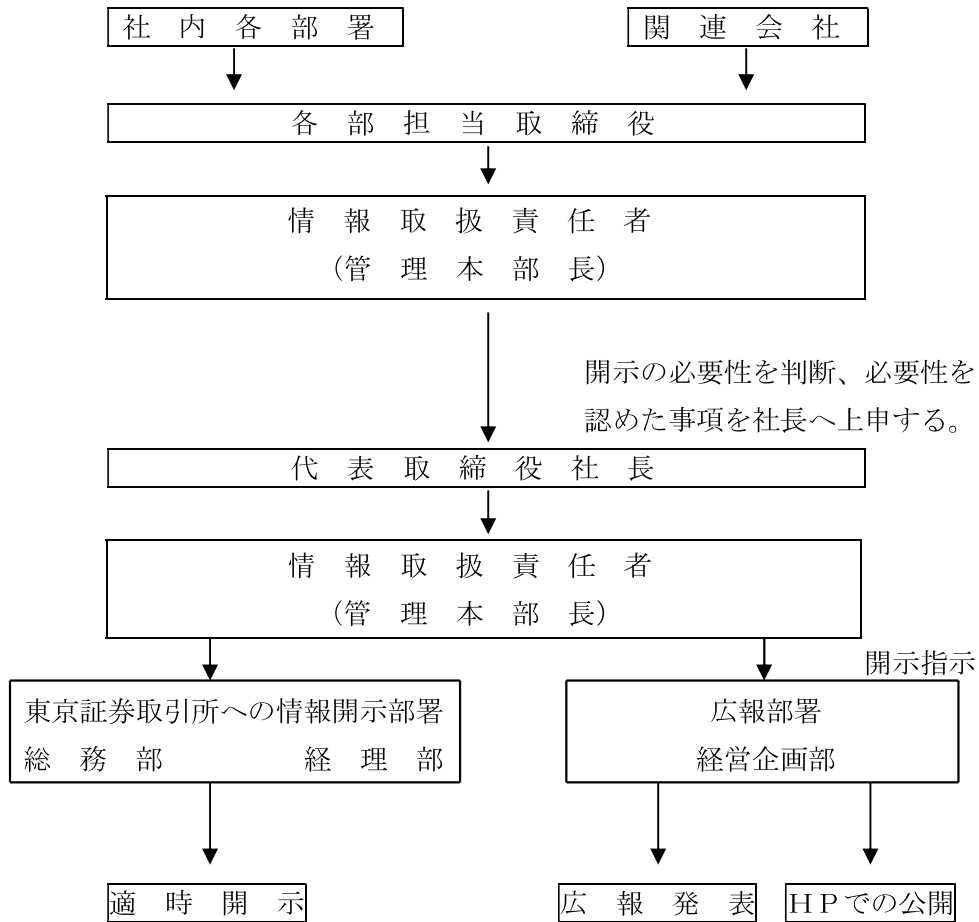 社内各部署
関連会社
各部担当取締役
情報取扱責任者
（管理本部長）
開示の必要性を判断、必要性を
認めた事項を社長へ上申する。
代表取締役社長
情報取扱責任者
（管理本部長）
開示指示
東京証券取引所への情報開示部署
総務部 経理部
広報部署
経営企画部
適時開示
広報発表
ＨＰでの公開